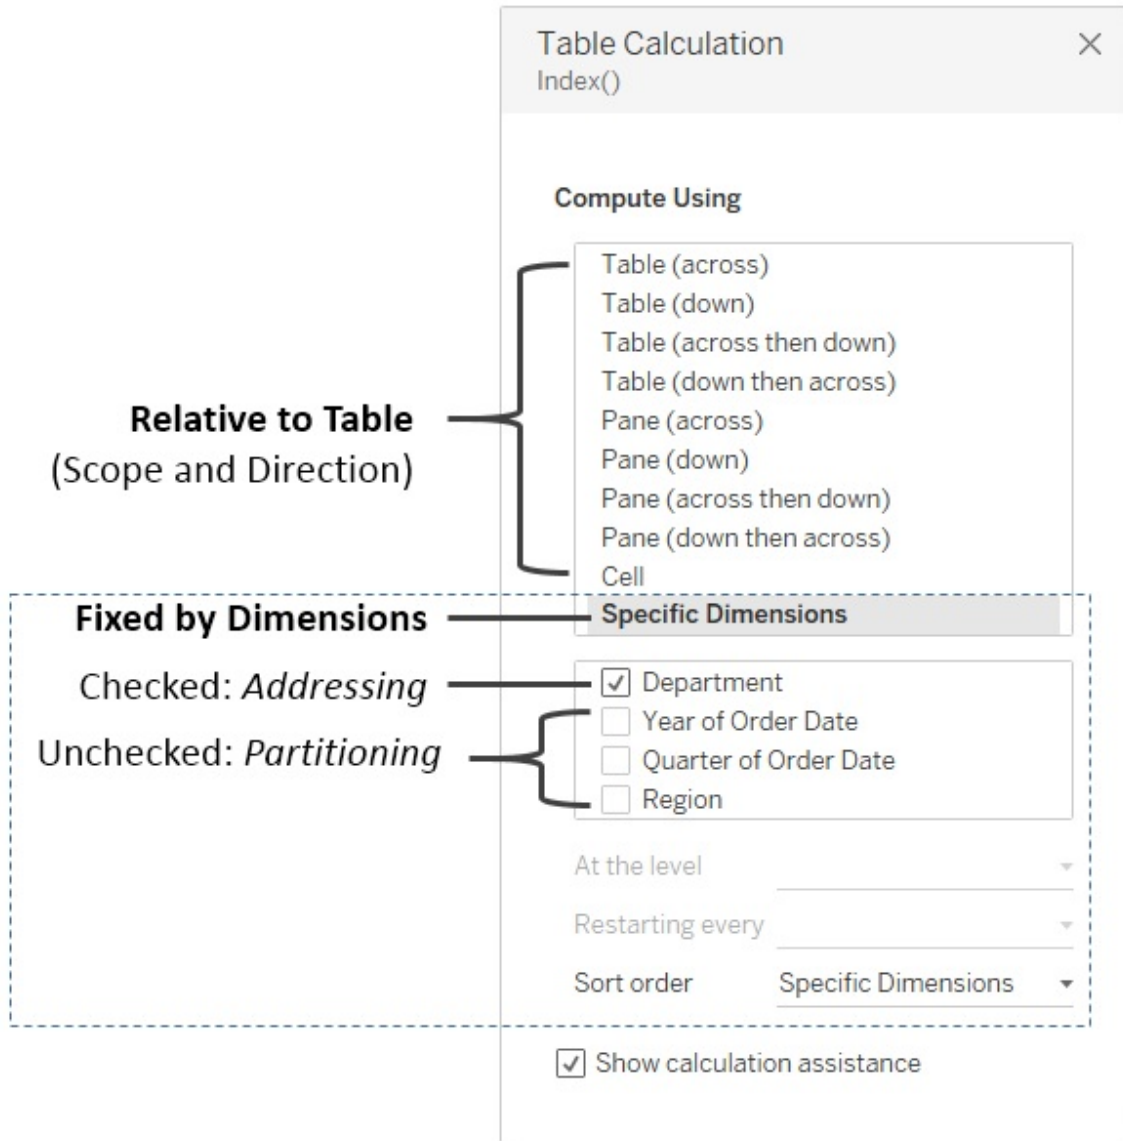 Table Calculation
Index()
Compute Using
Table (across)
Table (down)
Table (across then down)
Table (down then across)
Relative to Table
(Scope and Direction)
Pane (across)
Pane (down)
Pane (across then down)
Pane (down then across)
Cell
Fixed by Dimensions
Specific Dimensions
Checked: Addressing
Department
Unchecked: Partitioning
Year of Order Date
Quarter of Order Date
Region
At the level
Restarting every
Sort order Specific Dimensions
Show calculation assistance